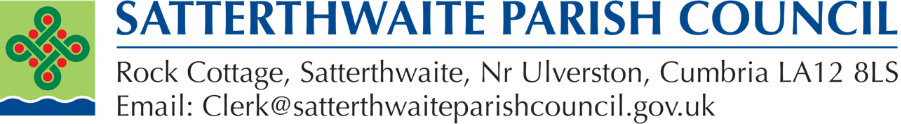 SATTERTHWAITE PARISH COUNCIL
Rock Cottage, Satterthwaite, Nr Ulverston, Cumbria LA12 8LS
Email: Clerk@satterthwaiteparishcouncil.gov.uk